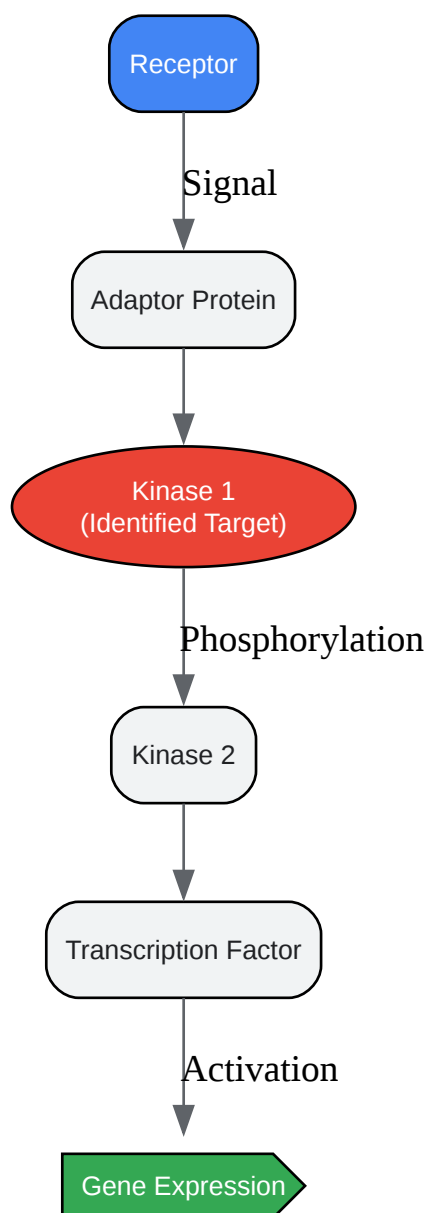 Receptor
Signal
Adaptor Protein
Kinase 1
(Identified Target)
Phosphorylation
Kinase 2
Transcription Factor
Activation
Gene Expression